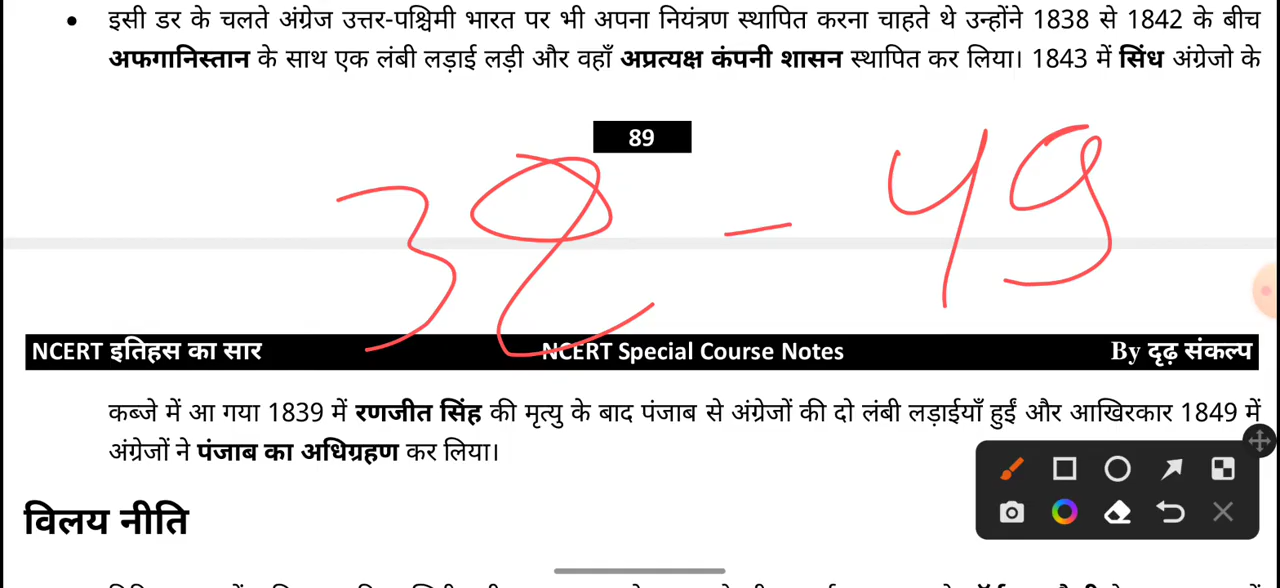 • इसी डर के चलते अंग्रेज उत्तर-पश्चिमी भारत पर भी अपना नियंत्रण स्थापित करना चाहते थे उन्होंने 1838 से 1842 के बीच
अफगानिस्तान के साथ एक लंबी लड़ाई लड़ी और वहाँ अप्रत्यक्ष कंपनी शासन स्थापित कर लिया। 1843 में सिंध अंग्रेजो के
89
38 - 49
NCERT इतिहस का सार NCERT Special Course Notes By दृढ़ संकल्प
कब्जे में आ गया 1839 में रणजीत सिंह की मृत्यु के बाद पंजाब से अंग्रेजों की दो लंबी लड़ाईयाँ हुईं और आखिरकार 1849 में
अंग्रेजों ने पंजाब का अधिग्रहण कर लिया।
विलय नीति